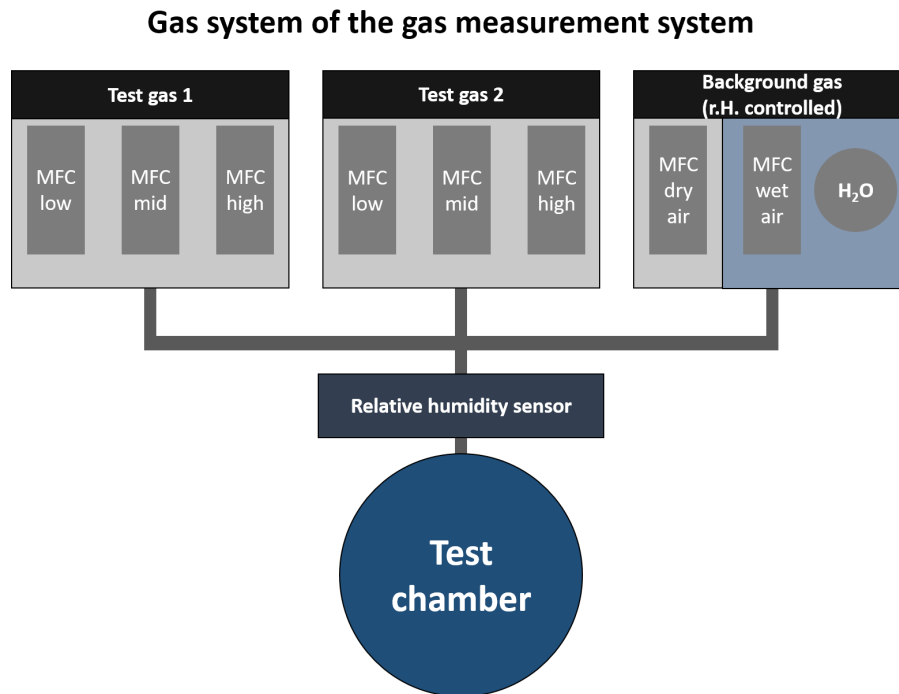 Gas system of the gas measurement system
Test gas 1
MFC
low
MFC
mid
MFC
high
Test gas 2
MFC
low
MFC
mid
MFC
high
Background gas
(r.H. controlled)
MFC
dry
air
MFC
wet
air
H₂O
Relative humidity sensor
Test
chamber